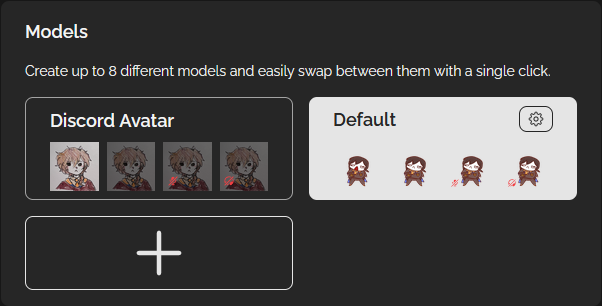 Models
Create up to 8 different models and easily swap between them with a single click.
Discord Avatar
Default